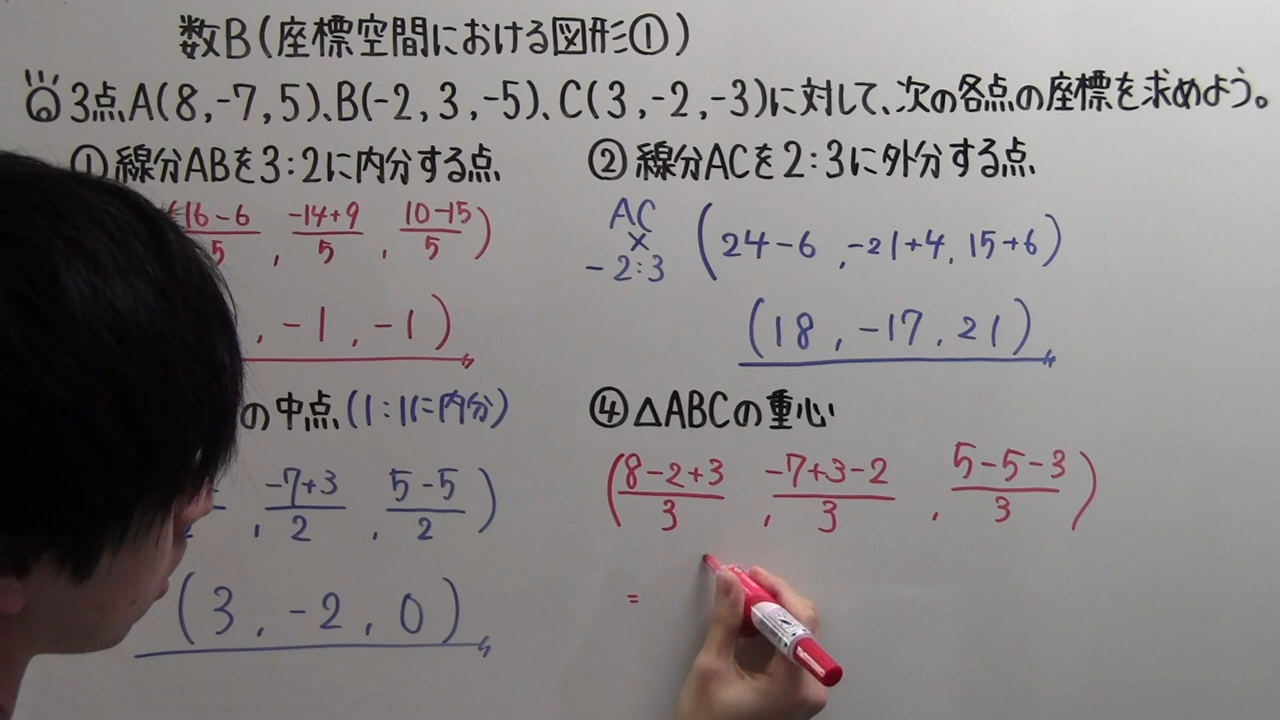 数B(座標空間における図形①)
Q 3点A(8,-7,5)、B(-2,3,-5)、C(3,-2,-3)に対して、次の各点の座標を求めよう。
①線分ABを3:2に内分する点
(16-6/5, -14+9/5, 10-15/5)
, -1, -1)
②線分ACを2:3に外分する点
AC
×
-2:3
(24-6, -21+4, 15+6)
(18, -17, 21)
の中点(1:1に内分)
, -7+3/2, 5-5/2)
(3, -2, 0)
④△ABCの重心
(8-2+3/3, -7+3-2/3, 5-5-3/3)
=